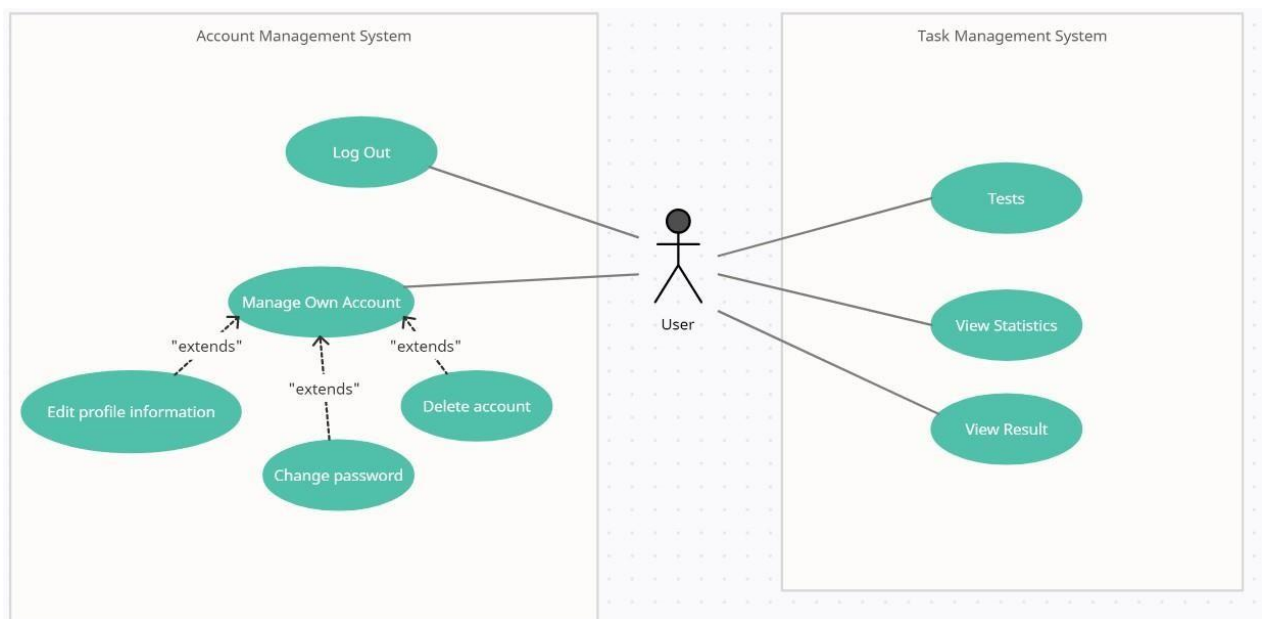 Account Management System
Task Management System
Log Out
Tests
Manage Own Account
User
View Statistics
"extends"
"extends"
"extends"
Edit profile information
Delete account
View Result
Change password